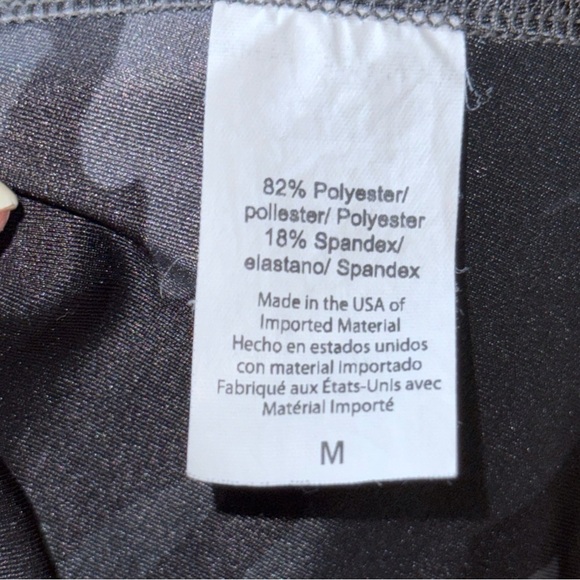 82% Polyester/
poliester/ Polyester
18% Spandex/
elastano/ Spandex
Made in the USA of
Imported Material
Hecho en estados unidos
con material importado
Fabriqué aux États-Unis avec
Matérial Importé
M